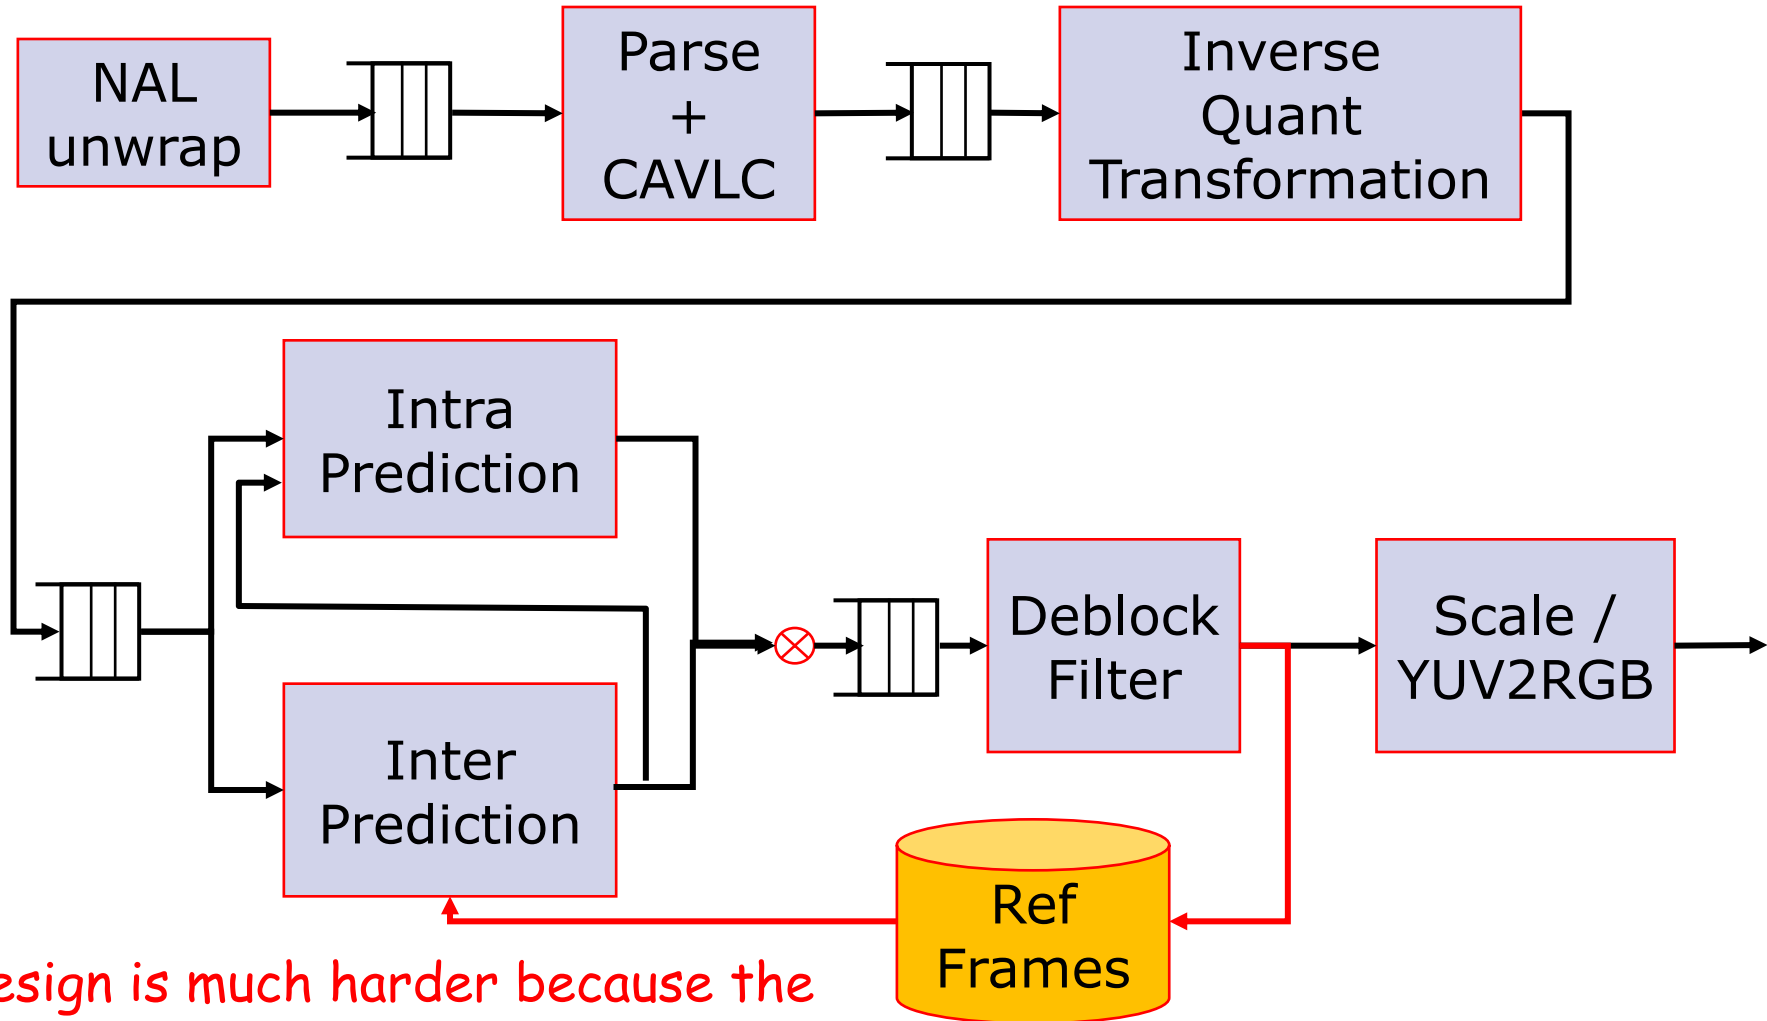 NAL
unwrap
Parse
+
CAVLC
Inverse
Quant
Transformation
Intra
Prediction
Inter
Prediction
Deblock
Filter
Scale /
YUV2RGB
Ref
Frames
esign is much harder because the